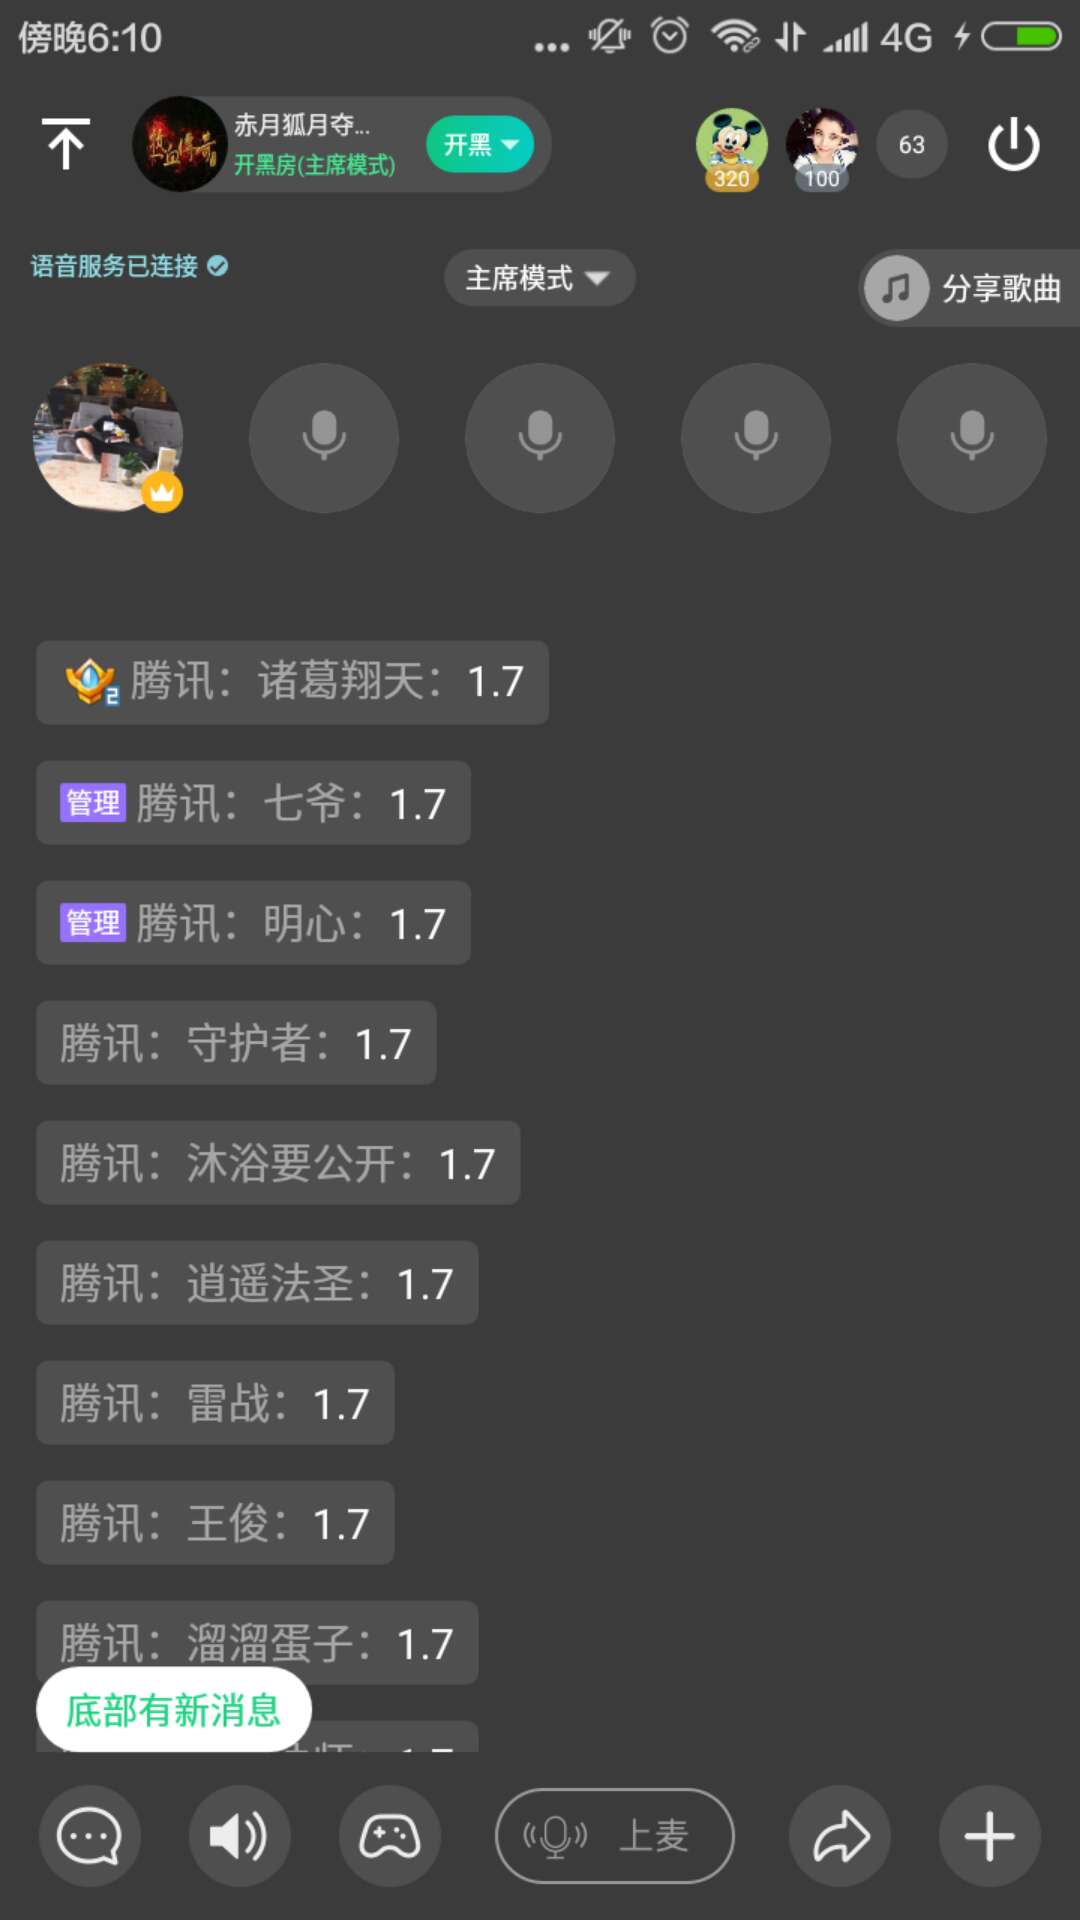 傍晚6:10
4G
赤月狐月夺...
开黑房(主席模式)
开黑
320
100
63
语音服务已连接
主席模式
分享歌曲
2 腾讯：诸葛翔天：1.7
管理 腾讯：七爷：1.7
管理 腾讯：明心：1.7
腾讯：守护者：1.7
腾讯：沐浴要公开：1.7
腾讯：逍遥法圣：1.7
腾讯：雷战：1.7
腾讯：王俊：1.7
腾讯：溜溜蛋子：1.7
底部有新消息
上麦